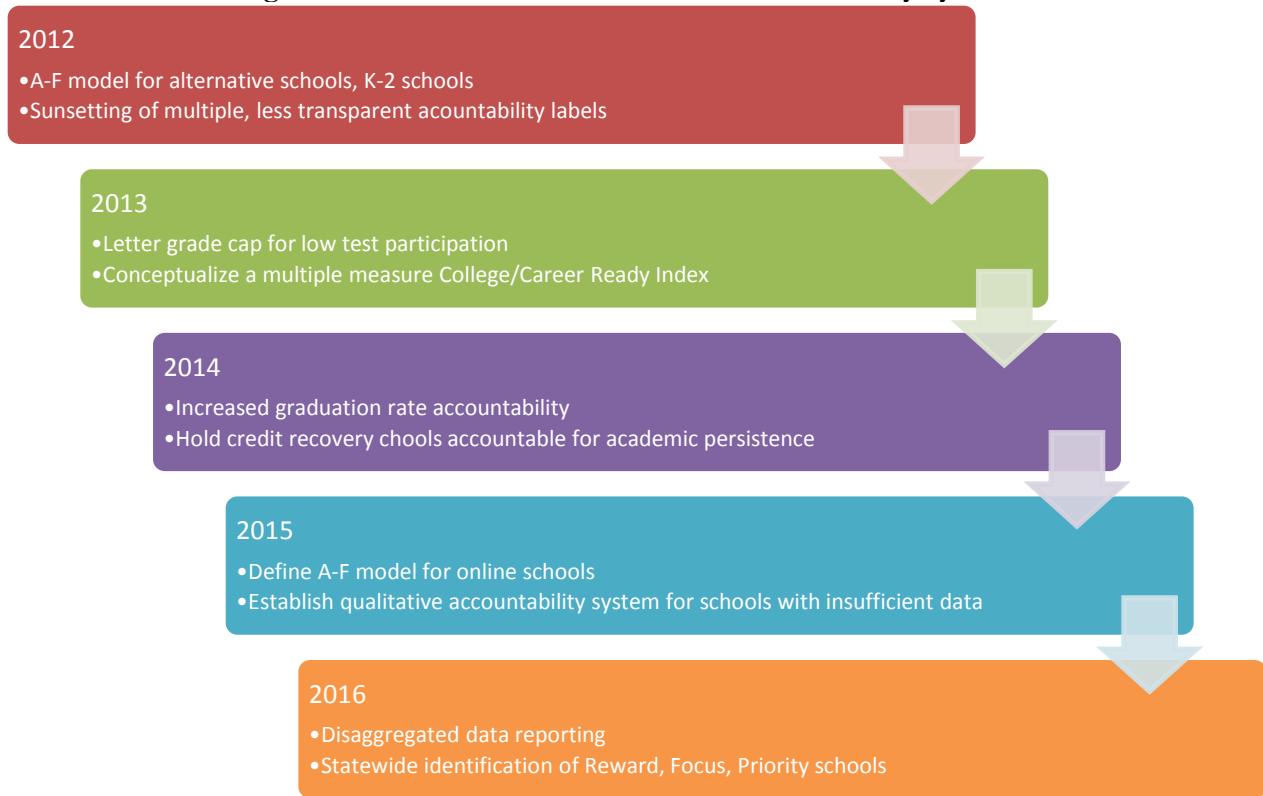 2012
•A-F model for alternative schools, K-2 schools
•Sunsetting of multiple, less transparent acountability labels
2013
•Letter grade cap for low test participation
•Conceptualize a multiple measure College/Career Ready Index
2014
•Increased graduation rate accountability
•Hold credit recovery chools accountable for academic persistence
2015
•Define A-F model for online schools
•Establish qualitative accountability system for schools with insufficient data
2016
•Disaggregated data reporting
•Statewide identification of Reward, Focus, Priority schools